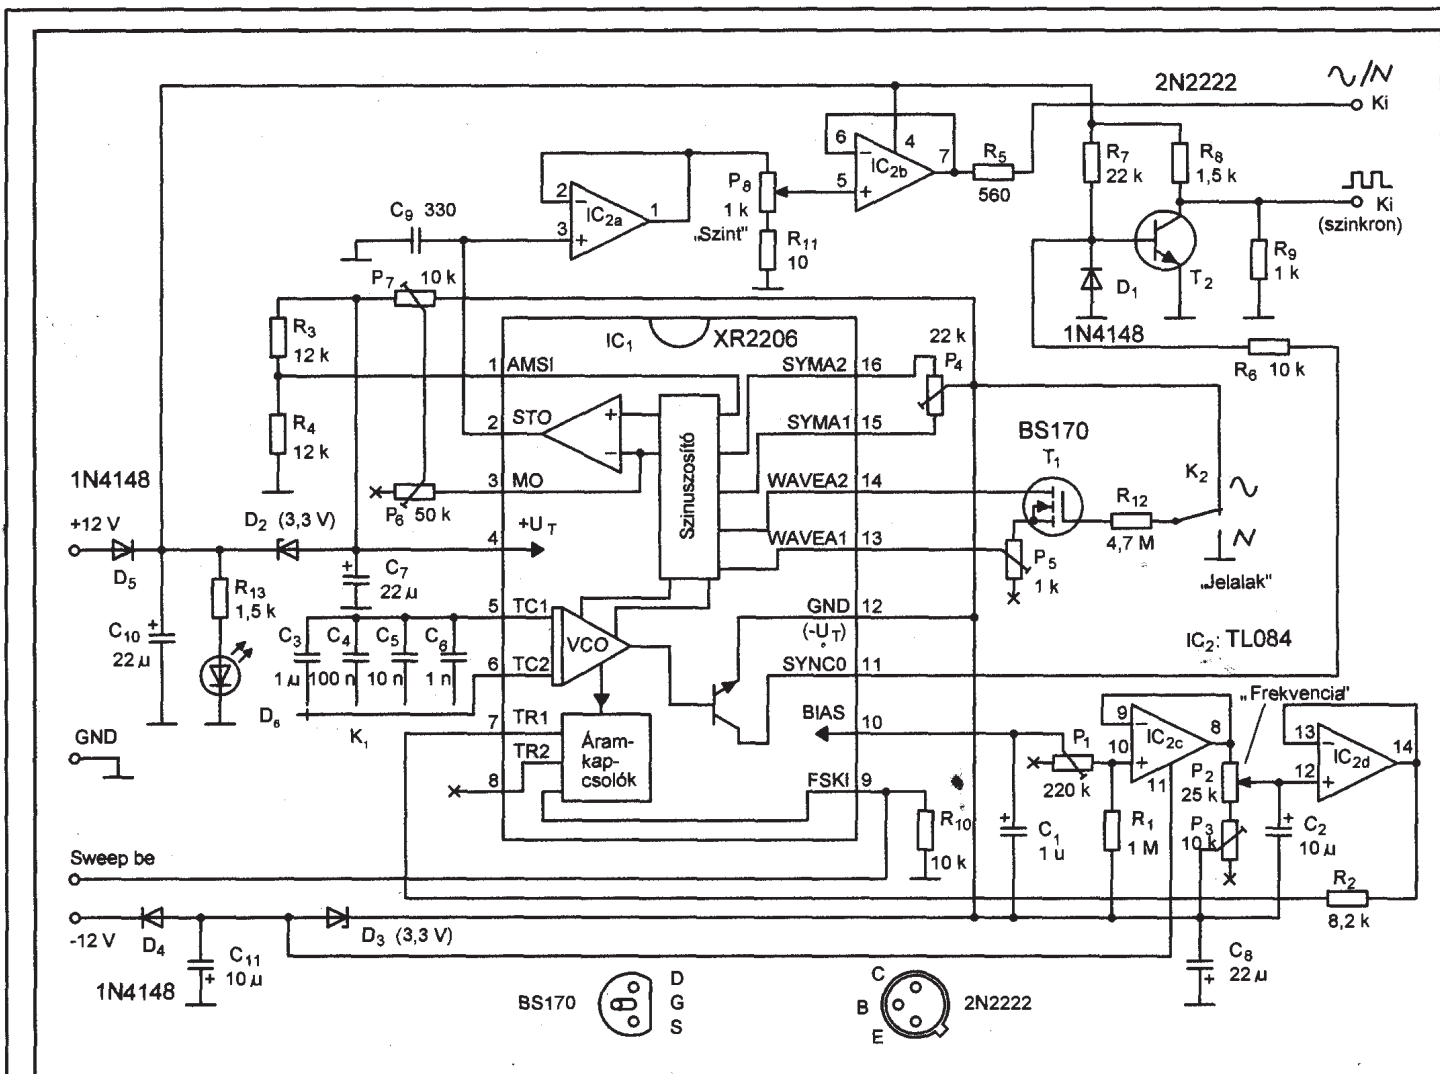 2N2222
Ki
R5
560
R7
22 k
R8
1,5 k
Ki
(szinkron)
6
4
7
5
IC2b
P8
1 k
„Szint"
R11
10
C9 330
2
3
1
IC2a
R9
1 k
T2
D1
1N4148
R6 10 k
P7 10 k
R3
12 k
R4
12 k
IC1
XR2206
1
AMSI
2
STO
3
MO
4
+UT
5
TC1
6
TC2
7
TR1
8
TR2
SYMA2 16
SYMA1 15
WAVEA2 14
WAVEA1 13
GND 12
(-UT)
SYNC0 11
BIAS 10
FSKI 9
Szinuszosító
VCO
Áram-
kap-
csolók
22 k
P4
BS170
T1
R12
4,7 M
K2
„Jelalak"
P5
1 k
IC2: TL084
1N4148
+12 V
D5
D2 (3,3 V)
P6 50 k
R13
1,5 k
C7
22 µ
C10
22 µ
C3
1 µ
C4
100 n
C5
10 n
C6
1 n
D6
K1
GND
„Frekvencia'
9
8
10
11
IC2c
13
14
12
IC2d
P1
220 k
P2
25 k
P3
10 k
R10
10 k
C1
1 u
R1
1 M
C2
10 µ
R2
8,2 k
Sweep be
-12 V
D4
D3 (3,3 V)
C11
10 µ
1N4148
C8
22 µ
BS170
D
G
S
C
B
E
2N2222